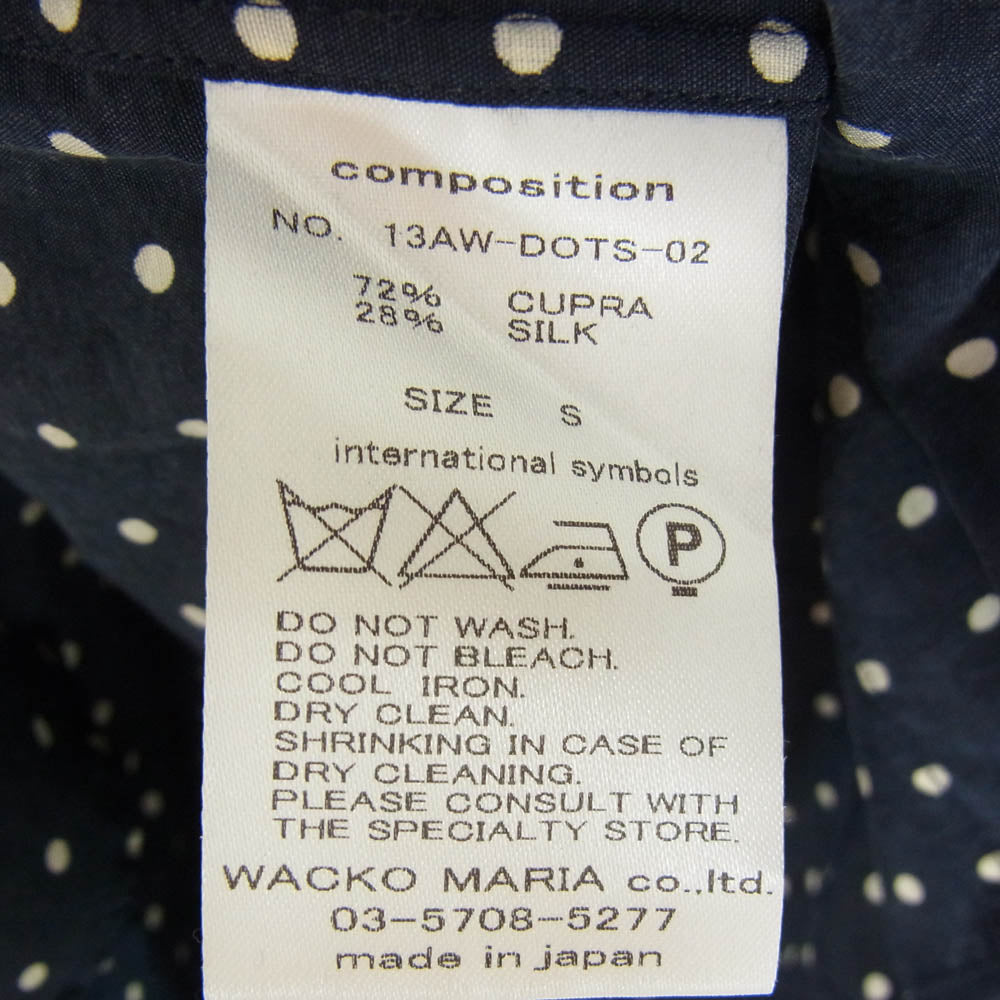 composition
NO. 13AW-DOTS-02
72% CUPRA
28% SILK
SIZE S
international symbols
P
DO NOT WASH.
DO NOT BLEACH.
COOL IRON.
DRY CLEAN.
SHRINKING IN CASE OF
DRY CLEANING.
PLEASE CONSULT WITH
THE SPECIALTY STORE.
WACKO MARIA co.,ltd.
03-5708-5277
made in japan